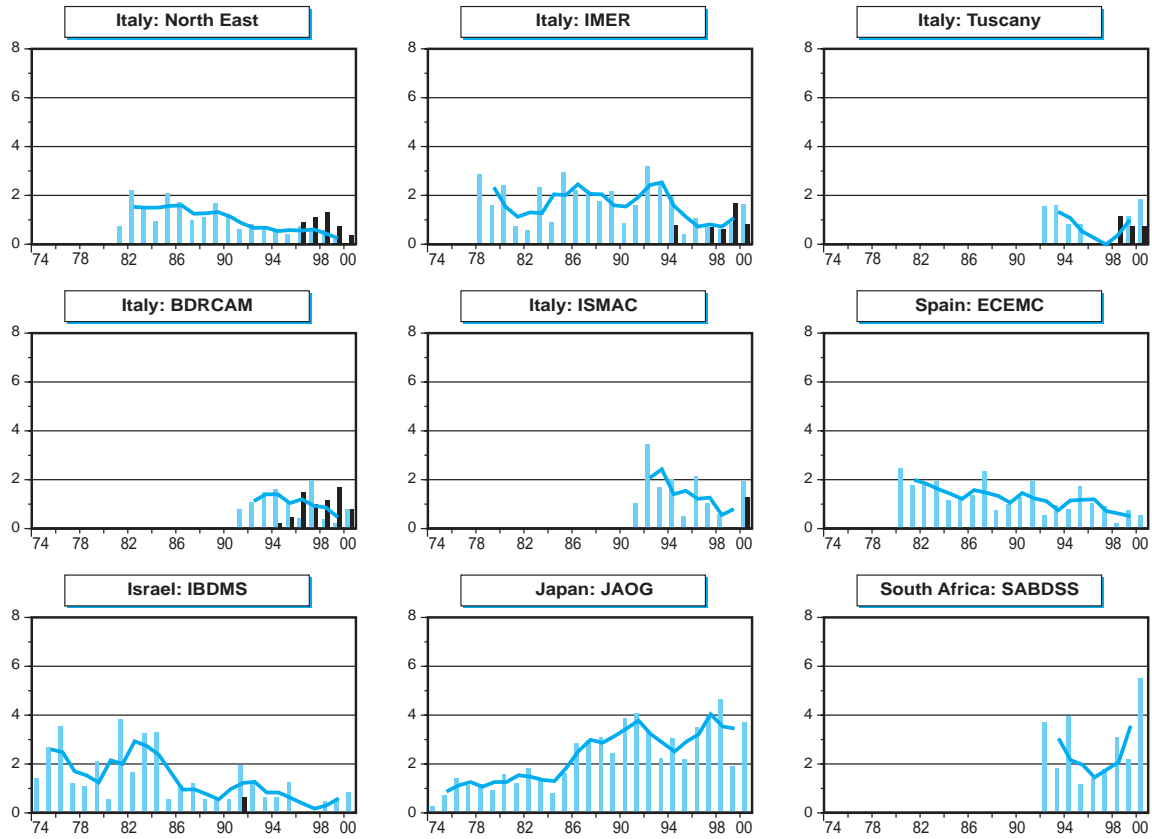 Italy: North East
Italy: IMER
Italy: Tuscany
8
6
4
2
0
74 78 82 86 90 94 98 00
8
6
4
2
0
74 78 82 86 90 94 98 00
8
6
4
2
0
74 78 82 86 90 94 98 00
Italy: BDRCAM
Italy: ISMAC
Spain: ECEMC
8
6
4
2
0
74 78 82 86 90 94 98 00
8
6
4
2
0
74 78 82 86 90 94 98 00
8
6
4
2
0
74 78 82 86 90 94 98 00
Israel: IBDMS
Japan: JAOG
South Africa: SABDSS
8
6
4
2
0
74 78 82 86 90 94 98 00
8
6
4
2
0
74 78 82 86 90 94 98 00
8
6
4
2
0
74 78 82 86 90 94 98 00